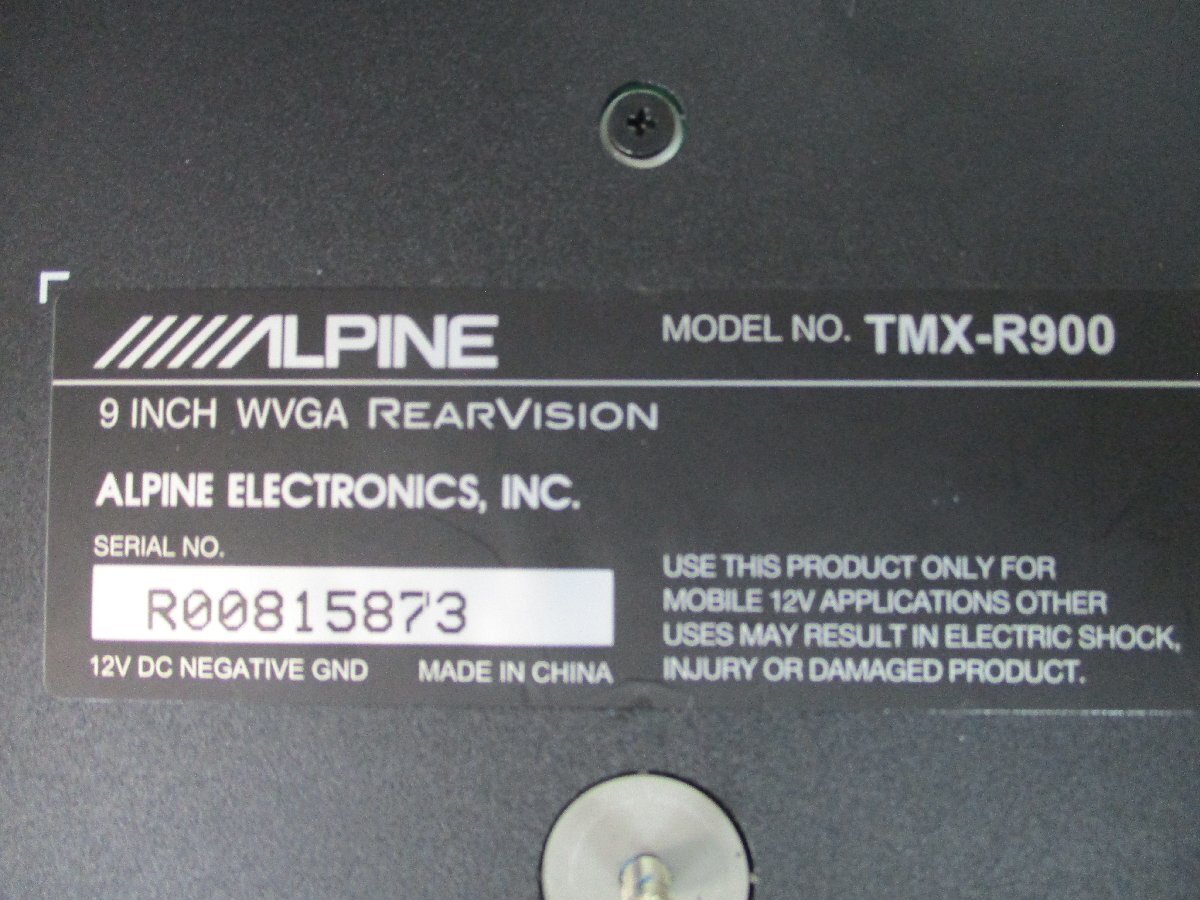 ALPINE MODEL NO. TMX-R900
9 INCH WVGA REARVISION
ALPINE ELECTRONICS, INC.
SERIAL NO.
R00815873
12V DC NEGATIVE GND MADE IN CHINA
USE THIS PRODUCT ONLY FOR
MOBILE 12V APPLICATIONS OTHER
USES MAY RESULT IN ELECTRIC SHOCK,
INJURY OR DAMAGED PRODUCT.